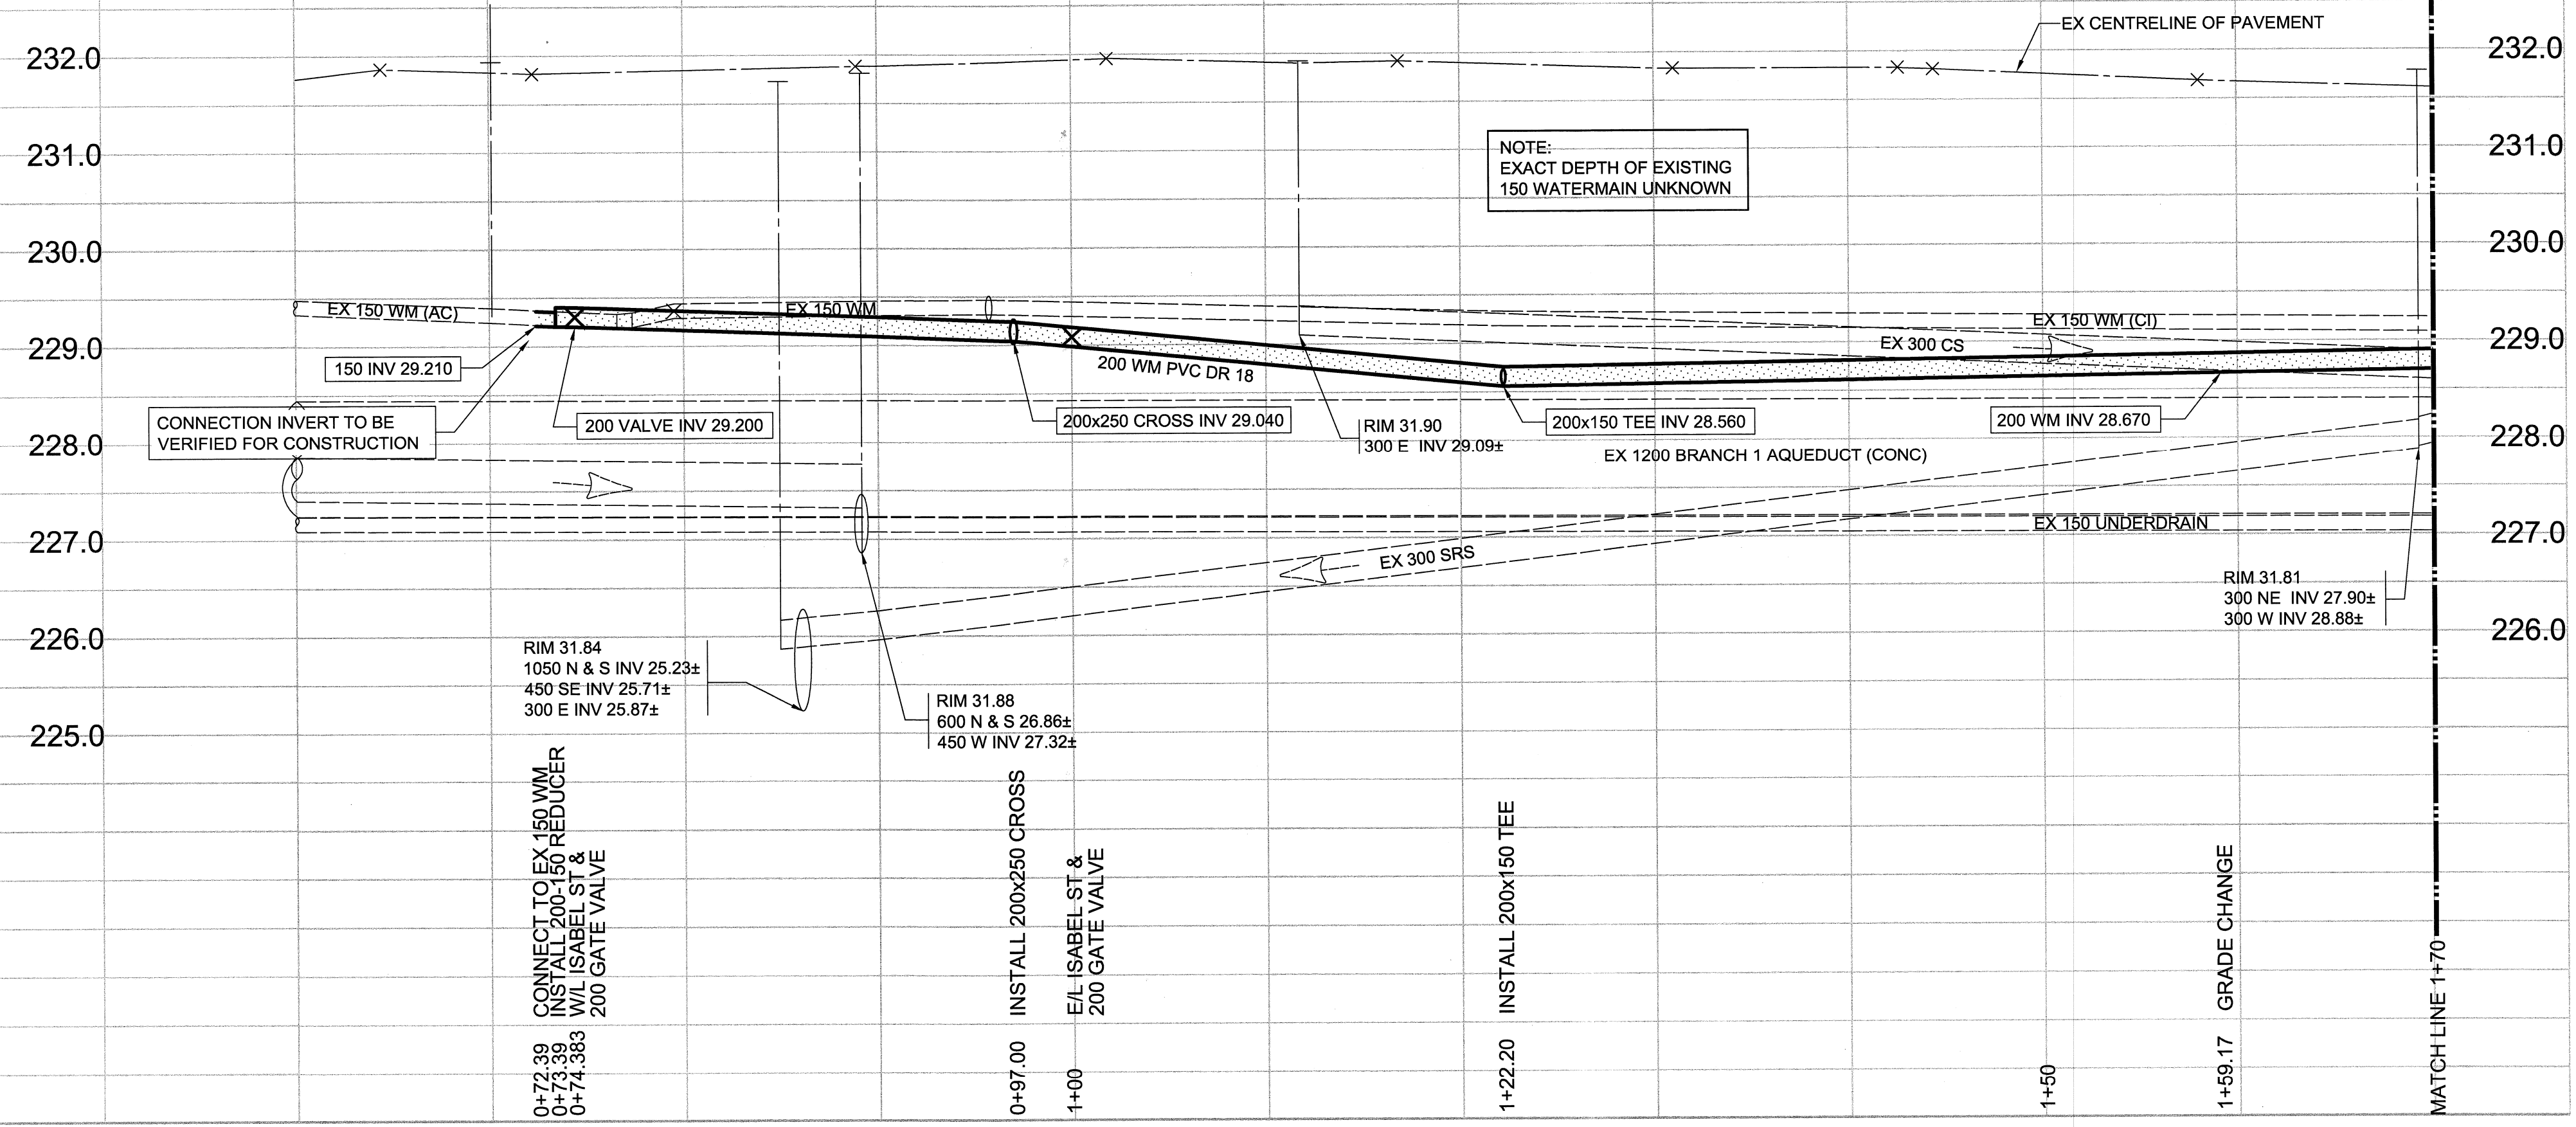 EX CENTRELINE OF PAVEMENT
232.0
232.0
231.0
231.0
NOTE:
EXACT DEPTH OF EXISTING
150 WATERMAIN UNKNOWN
230.0
230.0
EX 150 WM (AC)
EX 150 WM
EX 150 WM (CI)
229.0
229.0
EX 300 CS
150 INV 29.210
200 WM PVC DR 18
CONNECTION INVERT TO BE
VERIFIED FOR CONSTRUCTION
200 VALVE INV 29.200
200x250 CROSS INV 29.040
RIM 31.90
300 E INV 29.09±
200x150 TEE INV 28.560
200 WM INV 28.670
228.0
228.0
EX 1200 BRANCH 1 AQUEDUCT (CONC)
EX 150 UNDERDRAIN
227.0
227.0
EX 300 SRS
RIM 31.81
300 NE INV 27.90±
300 W INV 28.88±
226.0
226.0
RIM 31.84
1050 N & S INV 25.23±
450 SE INV 25.71±
300 E INV 25.87±
RIM 31.88
600 N & S 26.86±
450 W INV 27.32±
225.0
0+72.39 CONNECT TO EX 150 WM
0+73.39 INSTALL 200-150 REDUCER
0+74.383 W/L ISABEL ST &
200 GATE VALVE
0+97.00 INSTALL 200x250 CROSS
1+00 E/L ISABEL ST &
200 GATE VALVE
1+22.20 INSTALL 200x150 TEE
1+50
1+59.17 GRADE CHANGE
MATCH LINE 1+70